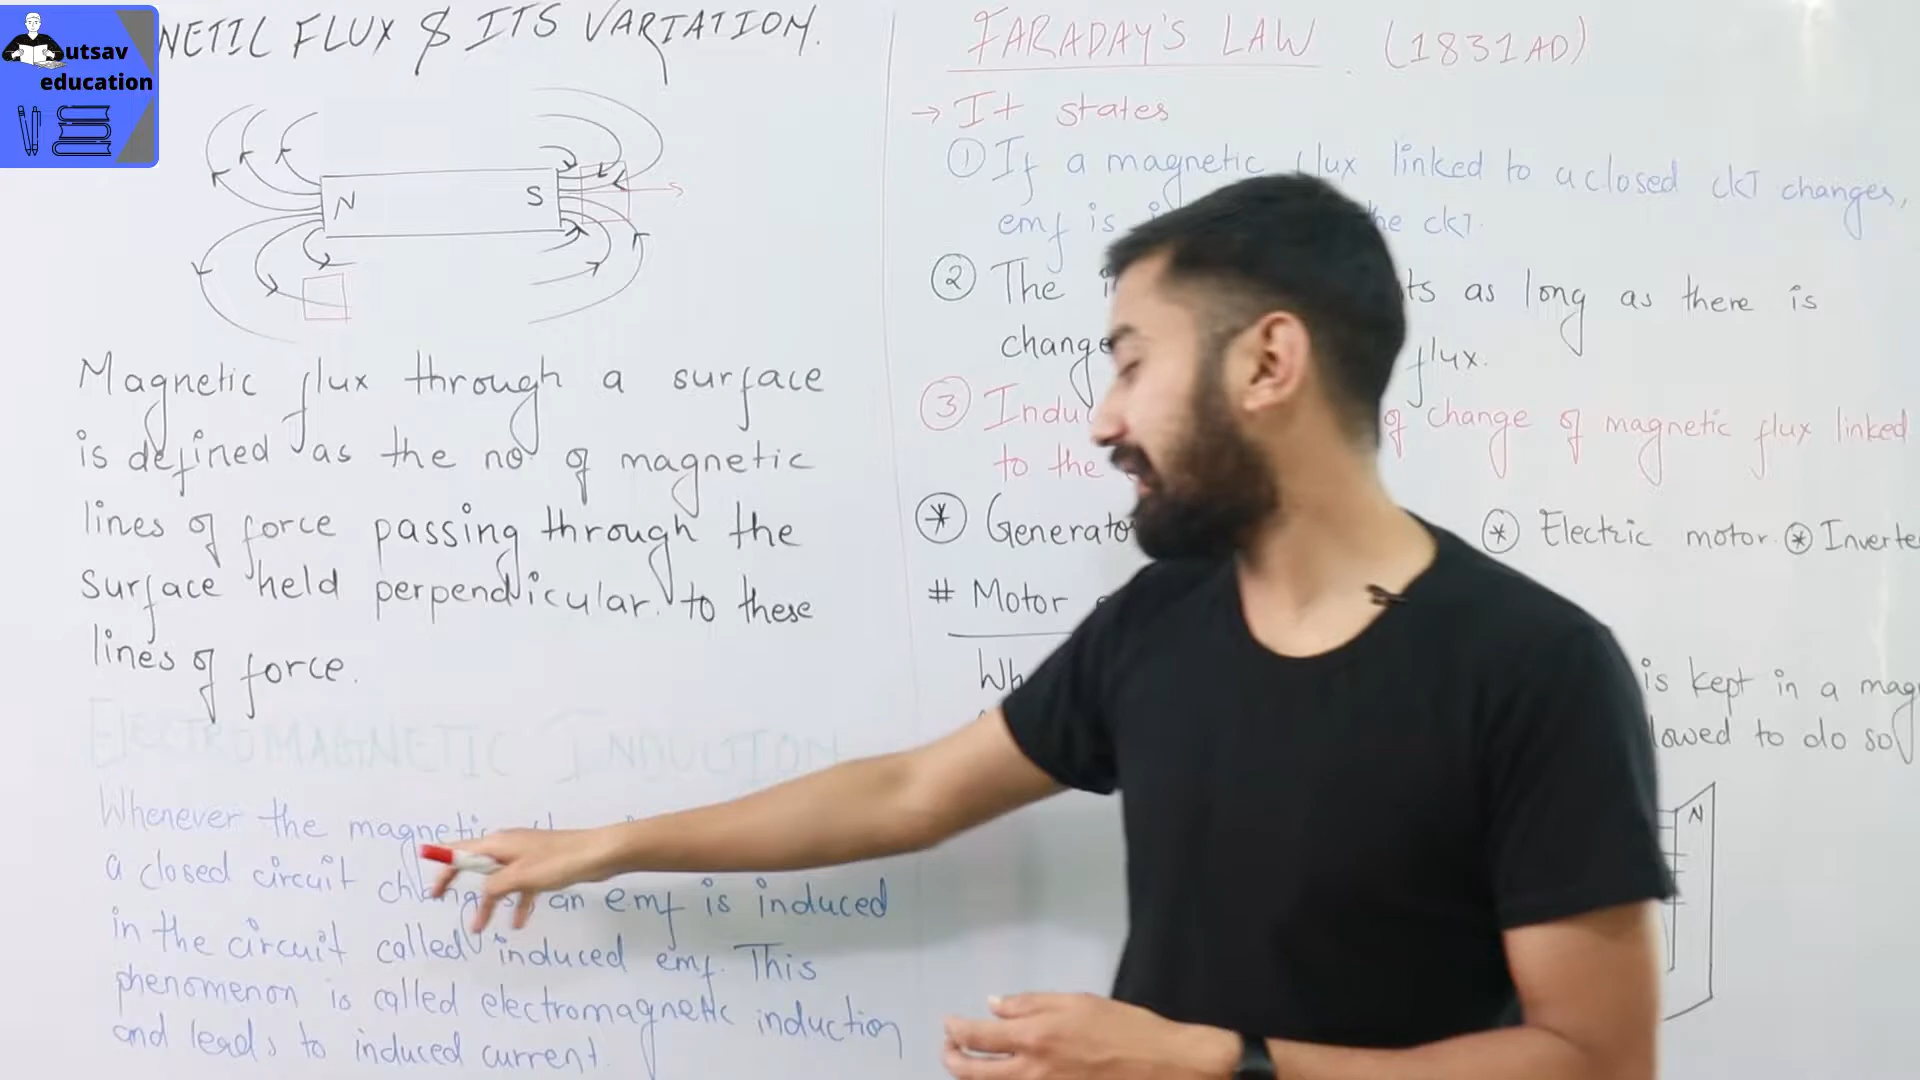 utsav
education
NETIC FLUX & ITS VARIATION.
N
S
Magnetic flux through a surface
is defined as the no of magnetic
lines of force passing through the
surface held perpendicular to these
lines of force.
ELECTROMAGNETIC INDUCTION
Whenever the magnetic
a closed circuit changes, an emf is induced
in the circuit called induced emf. This
phenomenon is called electromagnetic induction
and leads to induced current.
FARADAY'S LAW (1831AD)
→ It states
① If a magnetic flux linked to a closed ckT changes,
emf is the ckT.
② The as long as there is
change flux.
③ of change of magnetic flux linked
to the
* Generator * Electric motor. * Inverte
# Motor
is kept in a mag
lowed to do so
N